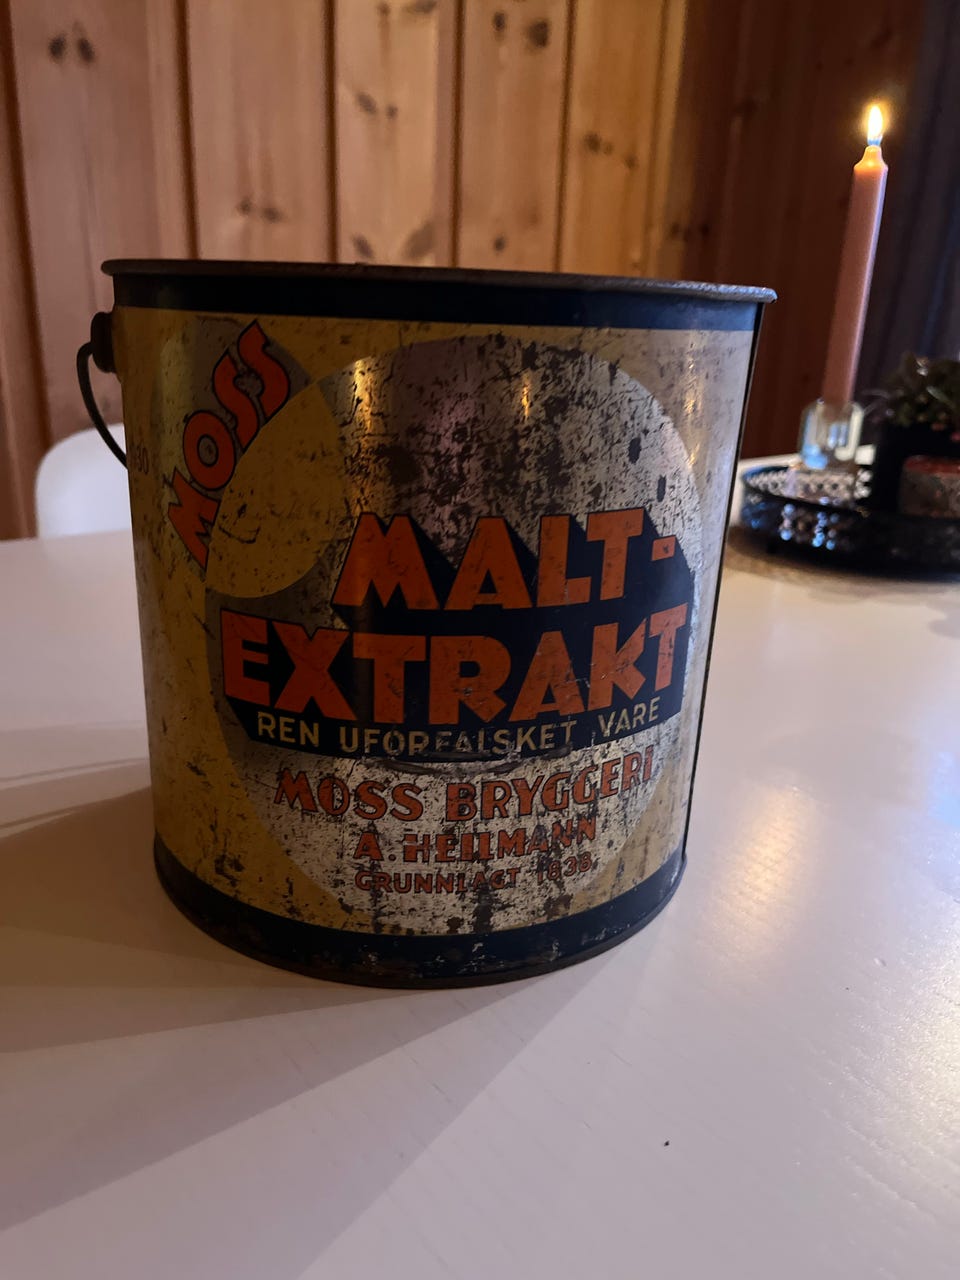 MOSS
MALT-
EXTRAKT
REN UFORFALSKET VARE
MOSS BRYGGERI
A. HEILMANN
GRUNNLAGT 1838